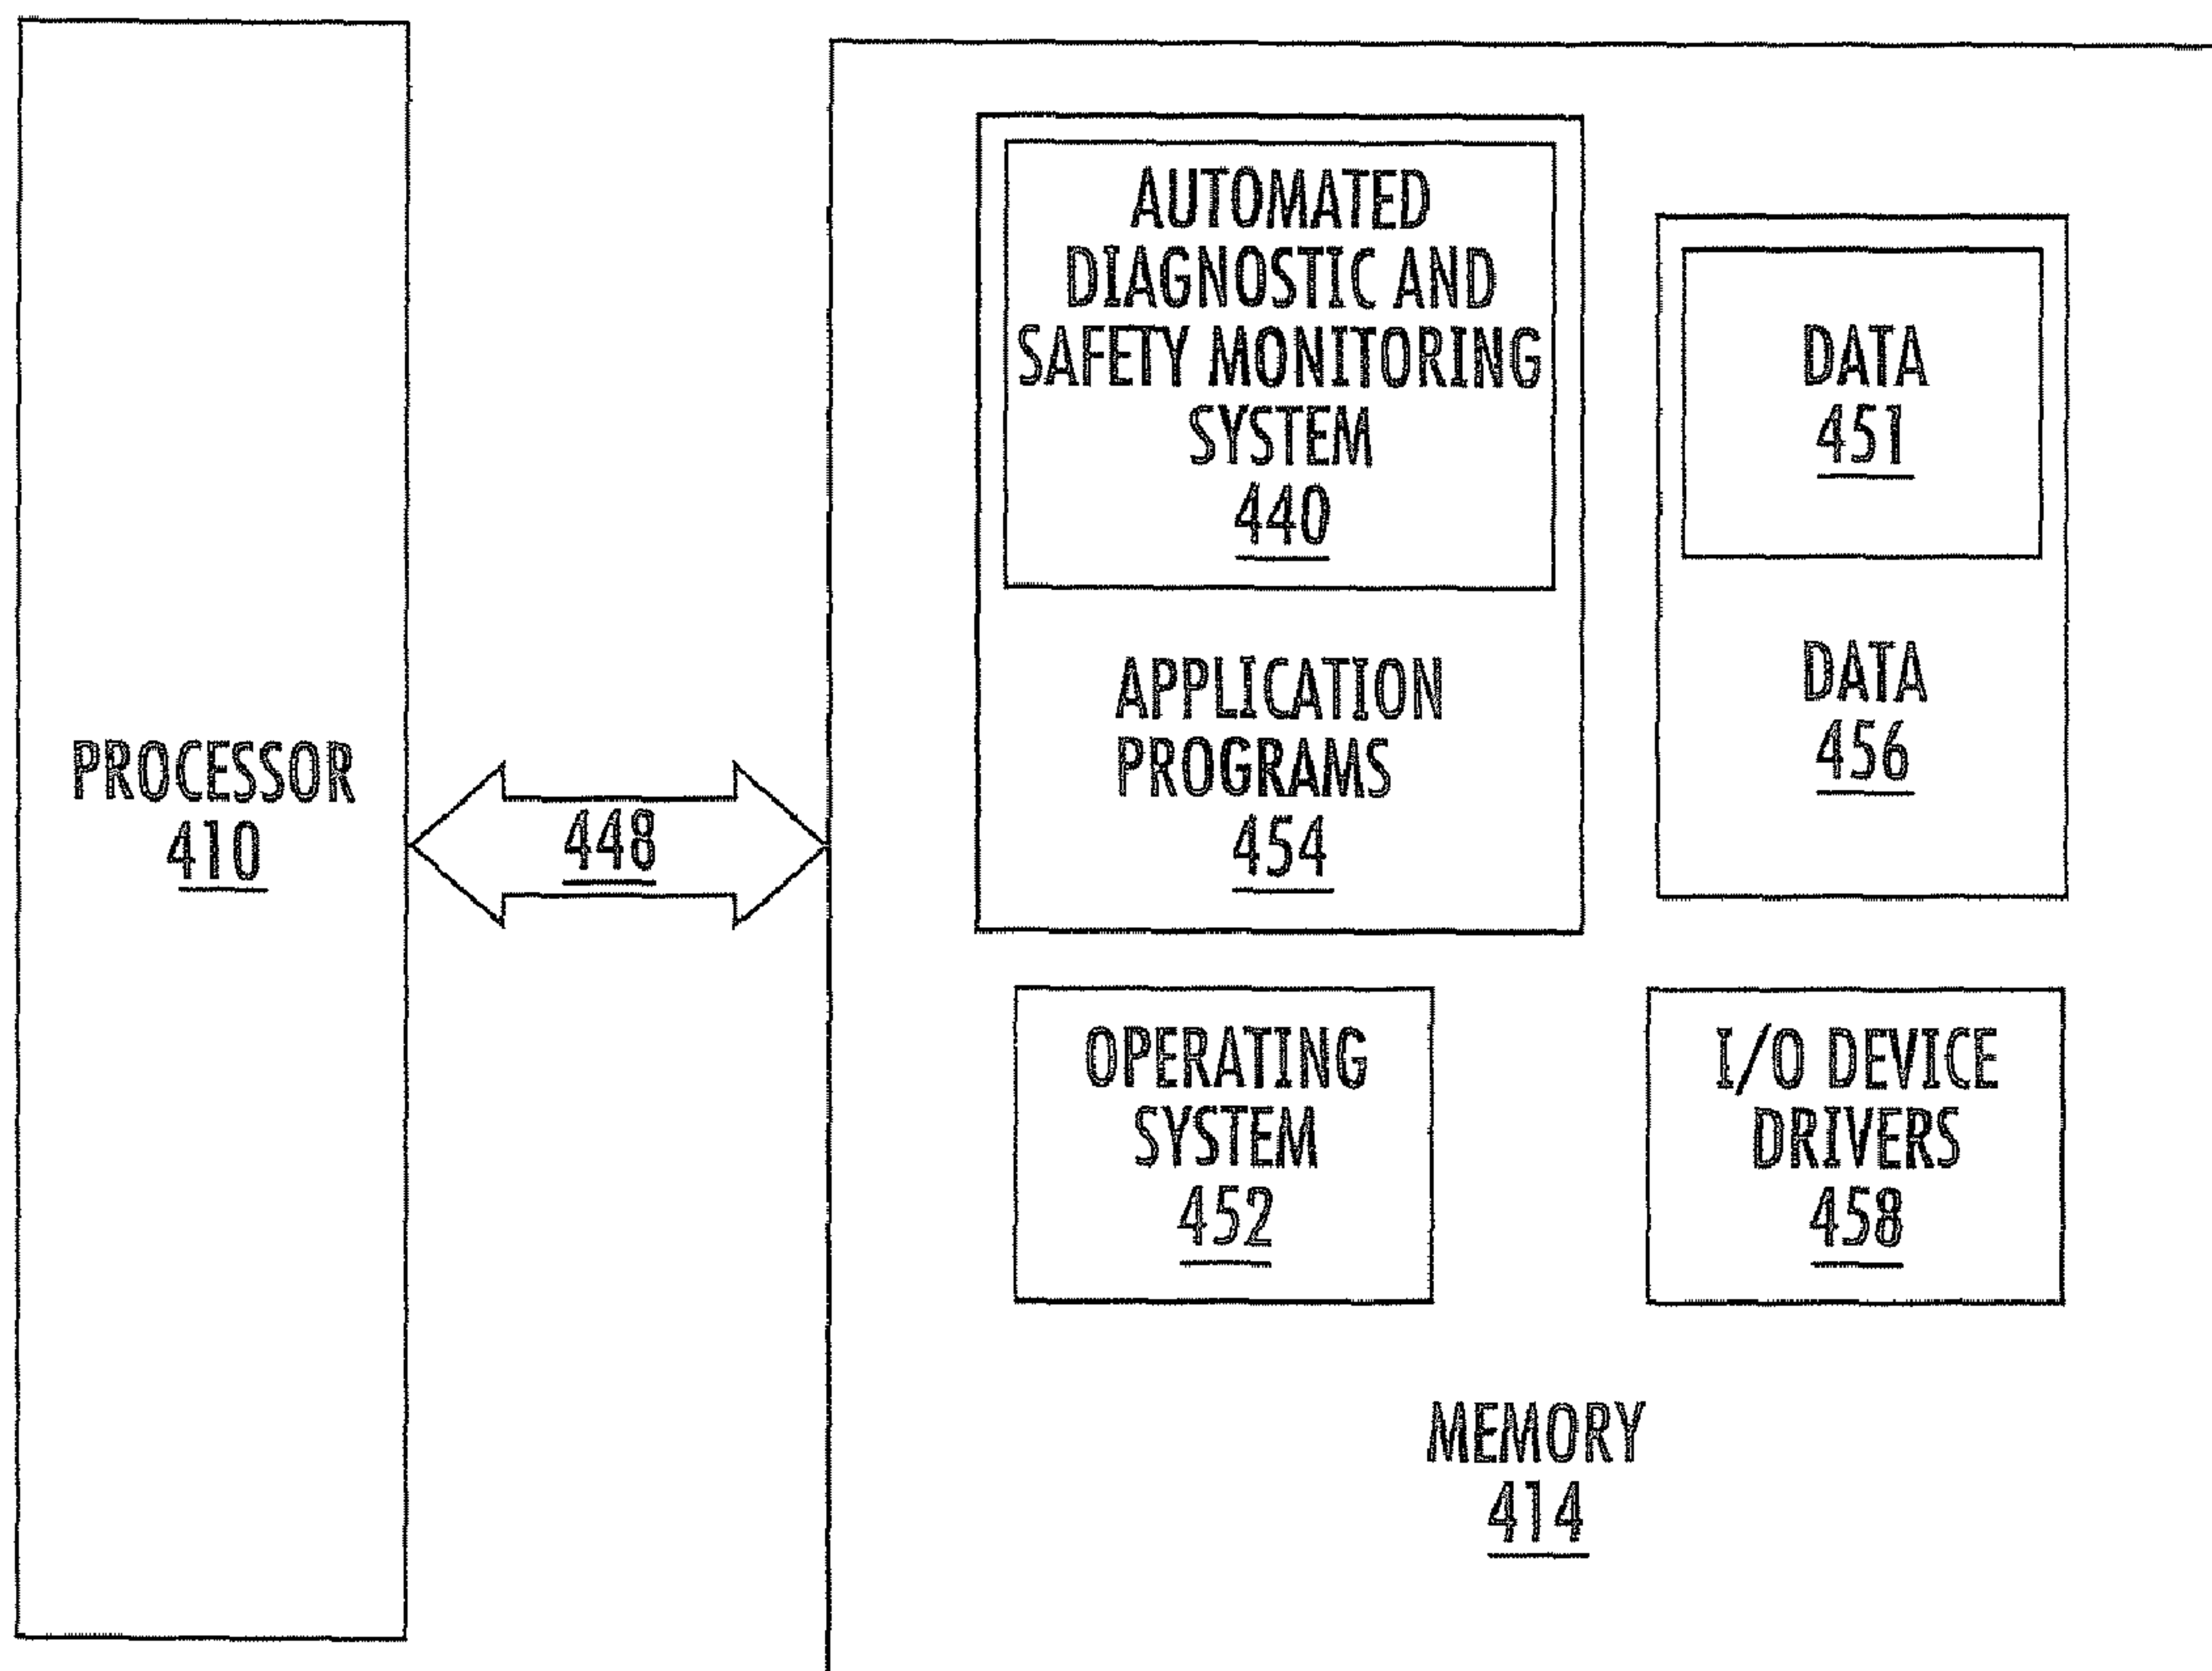 PROCESSOR
410
448
AUTOMATED
DIAGNOSTIC AND
SAFETY MONITORING
SYSTEM
440
APPLICATION
PROGRAMS
454
DATA
451
DATA
456
OPERATING
SYSTEM
452
I/O DEVICE
DRIVERS
458
MEMORY
414